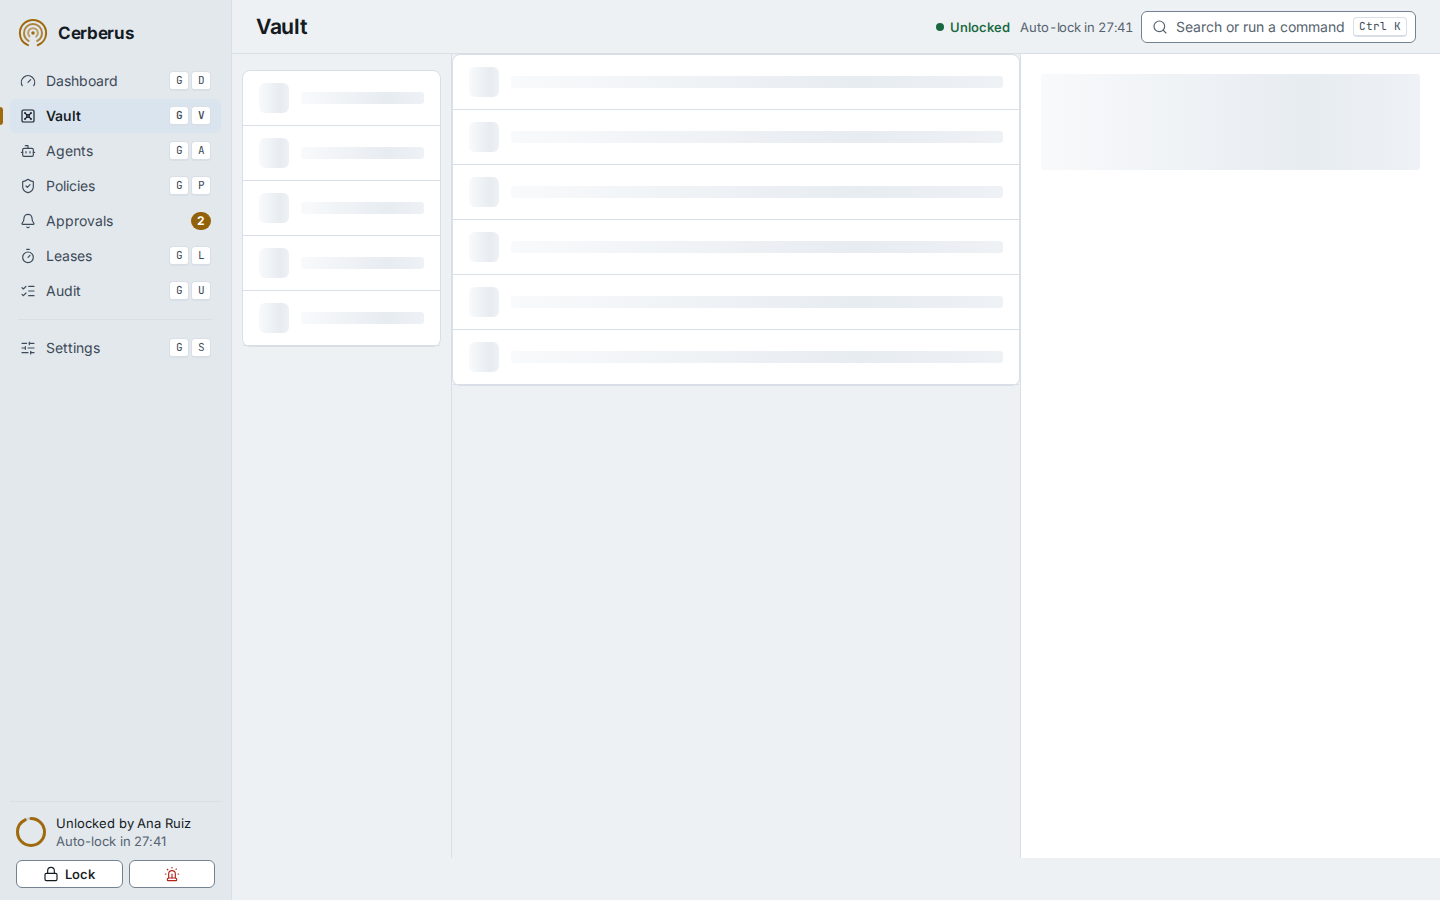 Cerberus
Dashboard G D
Vault G V
Agents G A
Policies G P
Approvals 2
Leases G L
Audit G U
Settings G S
Unlocked by Ana Ruiz
Auto-lock in 27:41
Lock
Vault
Unlocked Auto-lock in 27:41 Search or run a command Ctrl K